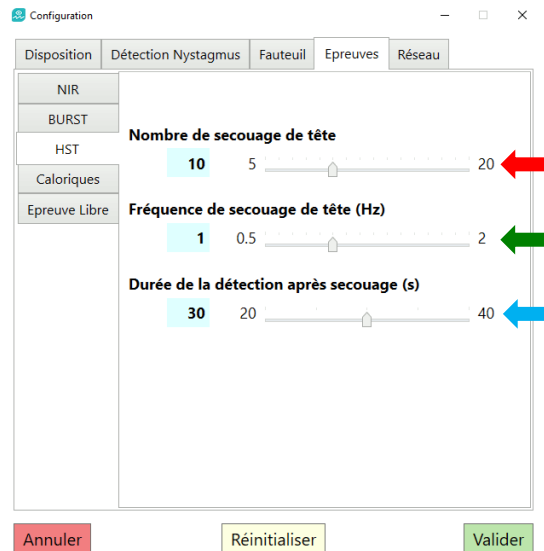 Configuration
Disposition Détection Nystagmus Fauteuil Epreuves Réseau
NIR
BURST
HST
Caloriques
Epreuve Libre
Nombre de secouage de tête
10 5 20
Fréquence de secouage de tête (Hz)
1 0.5 2
Durée de la détection après secouage (s)
30 20 40
Annuler Réinitialiser Valider